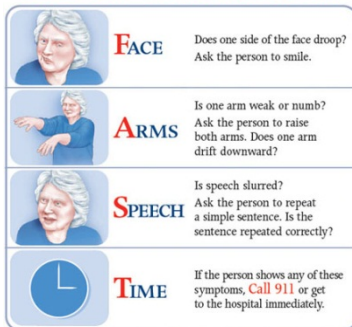 FACE
Does one side of the face droop?
Ask the person to smile.
ARMS
Is one arm weak or numb?
Ask the person to raise
both arms. Does one arm
drift downward?
SPEECH
Is speech slurred?
Ask the person to repeat
a simple sentence. Is the
sentence repeated correctly?
TIME
If the person shows any of these
symptoms, Call 911 or get
to the hospital immediately.